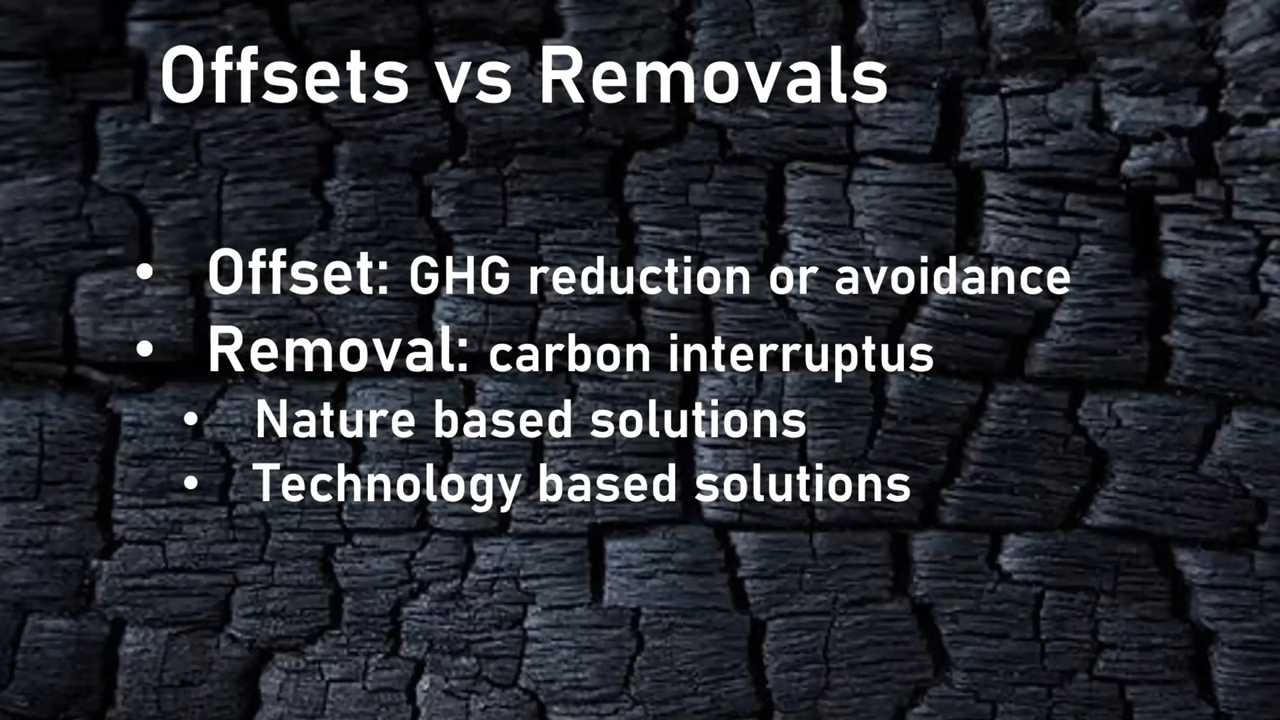 Offsets vs Removals
• Offset: GHG reduction or avoidance
• Removal: carbon interruptus
• Nature based solutions
• Technology based solutions